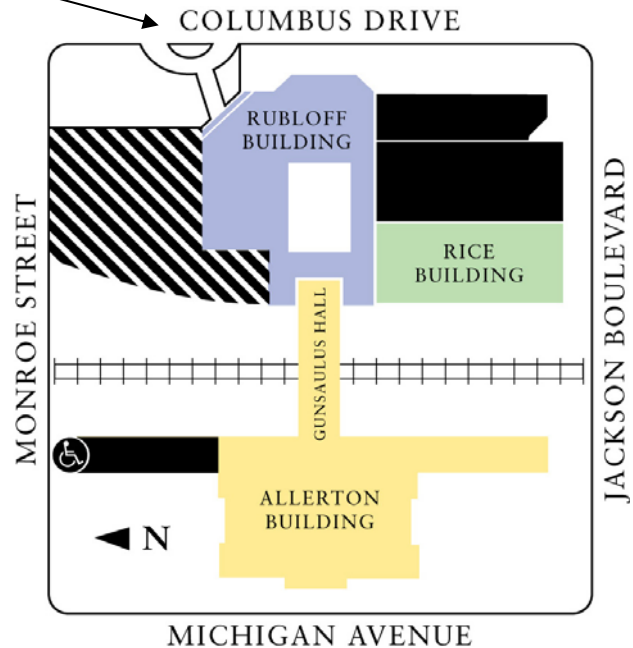 COLUMBUS DRIVE
RUBLOFF
BUILDING
MONROE STREET
RICE
BUILDING
JACKSON BOULEVARD
GUNSAULUS HALL
ALLERTON
BUILDING
N
MICHIGAN AVENUE